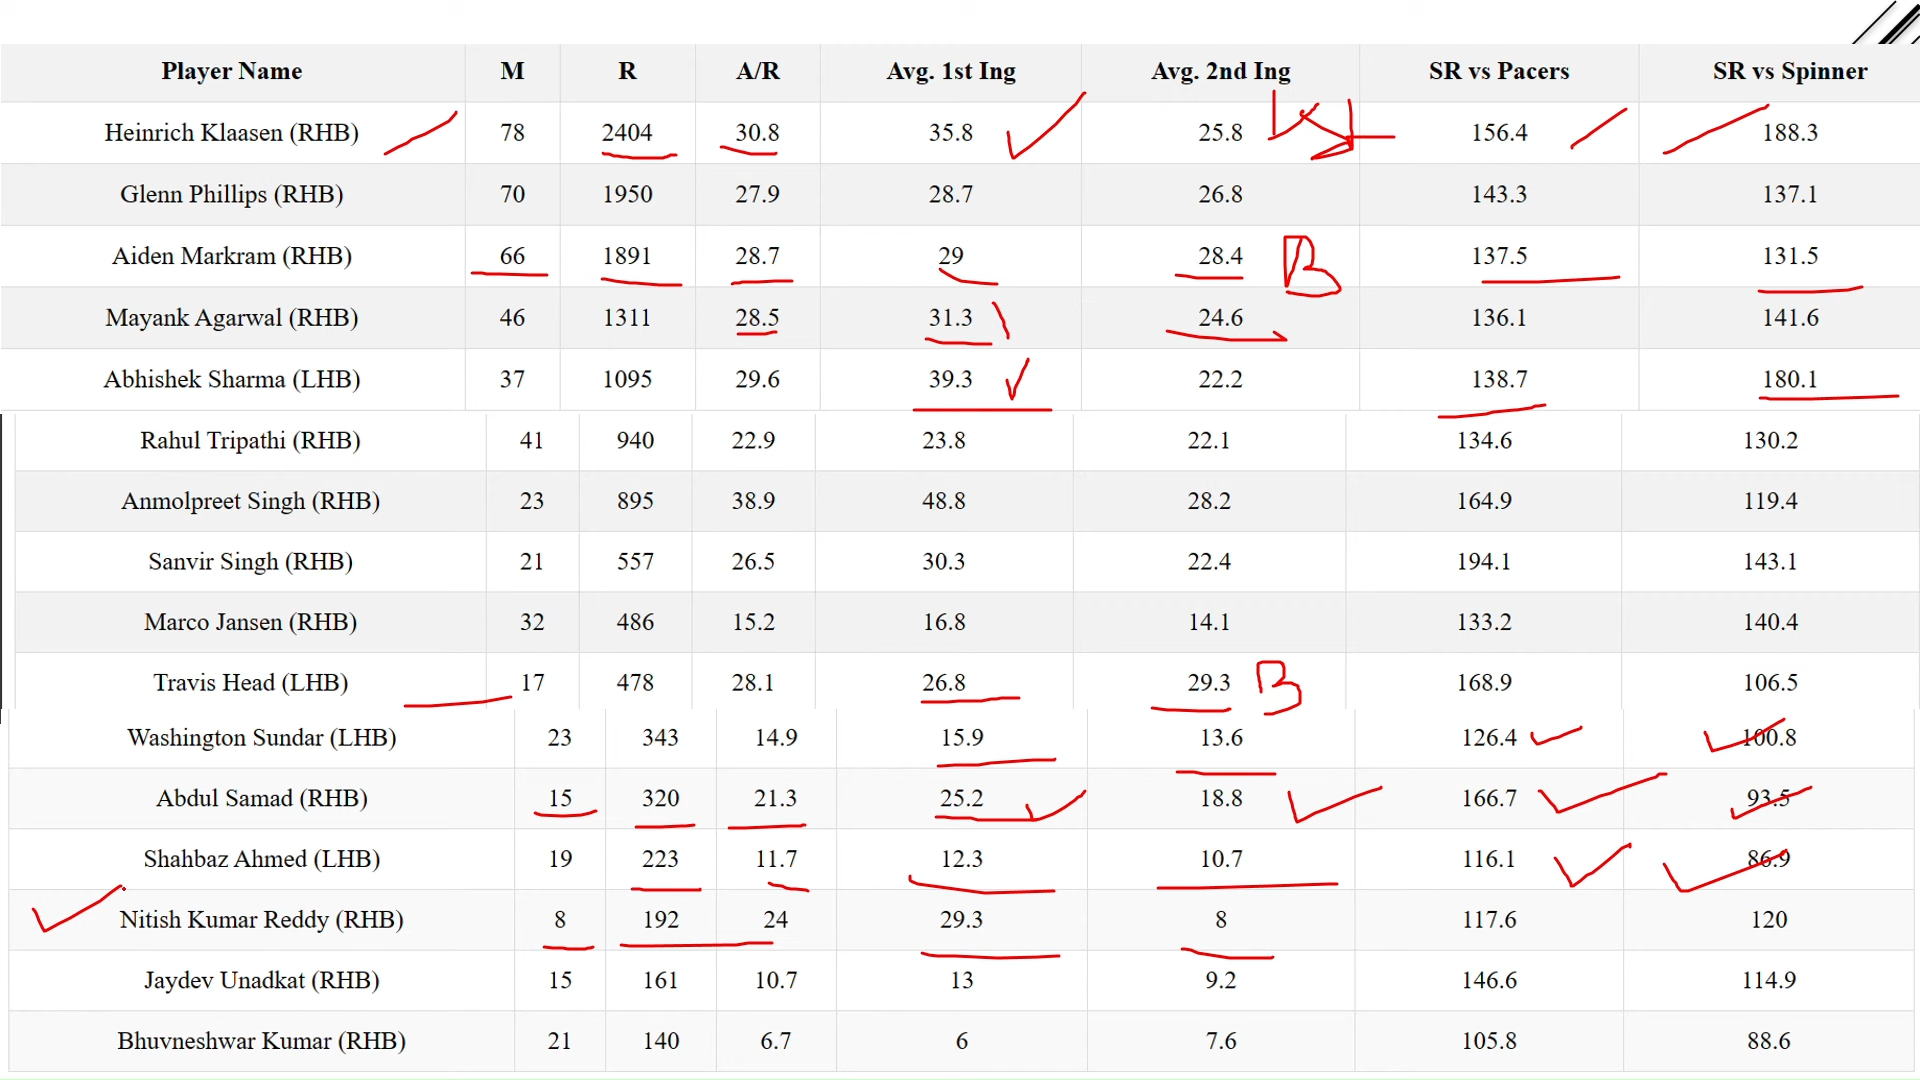 Player Name M R A/R Avg. 1st Ing Avg. 2nd Ing SR vs Pacers SR vs Spinner
Heinrich Klaasen (RHB) 78 2404 30.8 35.8 25.8 156.4 188.3
Glenn Phillips (RHB) 70 1950 27.9 28.7 26.8 143.3 137.1
Aiden Markram (RHB) 66 1891 28.7 29 28.4 B 137.5 131.5
Mayank Agarwal (RHB) 46 1311 28.5 31.3 24.6 136.1 141.6
Abhishek Sharma (LHB) 37 1095 29.6 39.3 22.2 138.7 180.1
Rahul Tripathi (RHB) 41 940 22.9 23.8 22.1 134.6 130.2
Anmolpreet Singh (RHB) 23 895 38.9 48.8 28.2 164.9 119.4
Sanvir Singh (RHB) 21 557 26.5 30.3 22.4 194.1 143.1
Marco Jansen (RHB) 32 486 15.2 16.8 14.1 133.2 140.4
Travis Head (LHB) 17 478 28.1 26.8 29.3 B 168.9 106.5
Washington Sundar (LHB) 23 343 14.9 15.9 13.6 126.4 100.8
Abdul Samad (RHB) 15 320 21.3 25.2 18.8 166.7 93.5
Shahbaz Ahmed (LHB) 19 223 11.7 12.3 10.7 116.1 86.9
Nitish Kumar Reddy (RHB) 8 192 24 29.3 8 117.6 120
Jaydev Unadkat (RHB) 15 161 10.7 13 9.2 146.6 114.9
Bhuvneshwar Kumar (RHB) 21 140 6.7 6 7.6 105.8 88.6